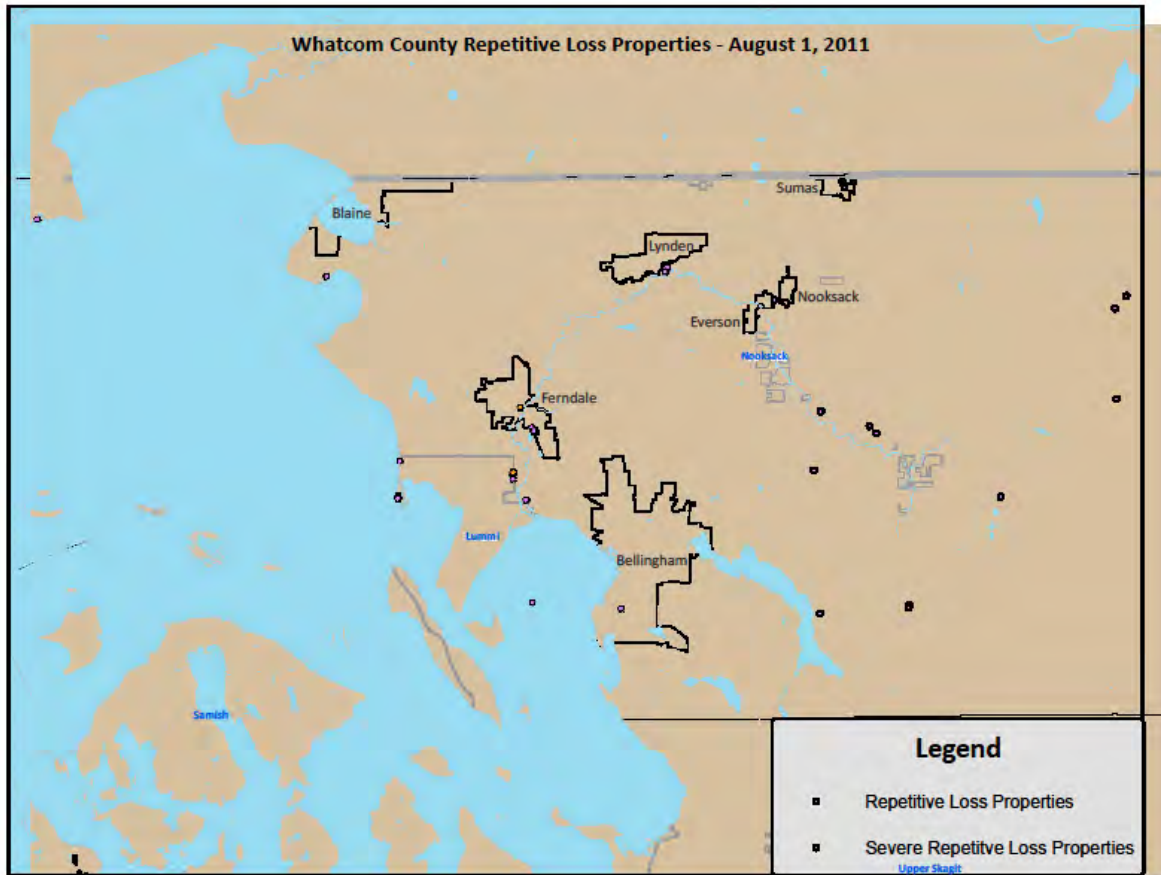 Whatcom County Repetitive Loss Properties - August 1, 2011
Sumas
Blaine
Lynden
Nooksack
Everson
Nooksack
Ferndale
Lummi
Bellingham
Samish
Legend
Repetitive Loss Properties
Severe Repetitve Loss Properties
Upper Skagit